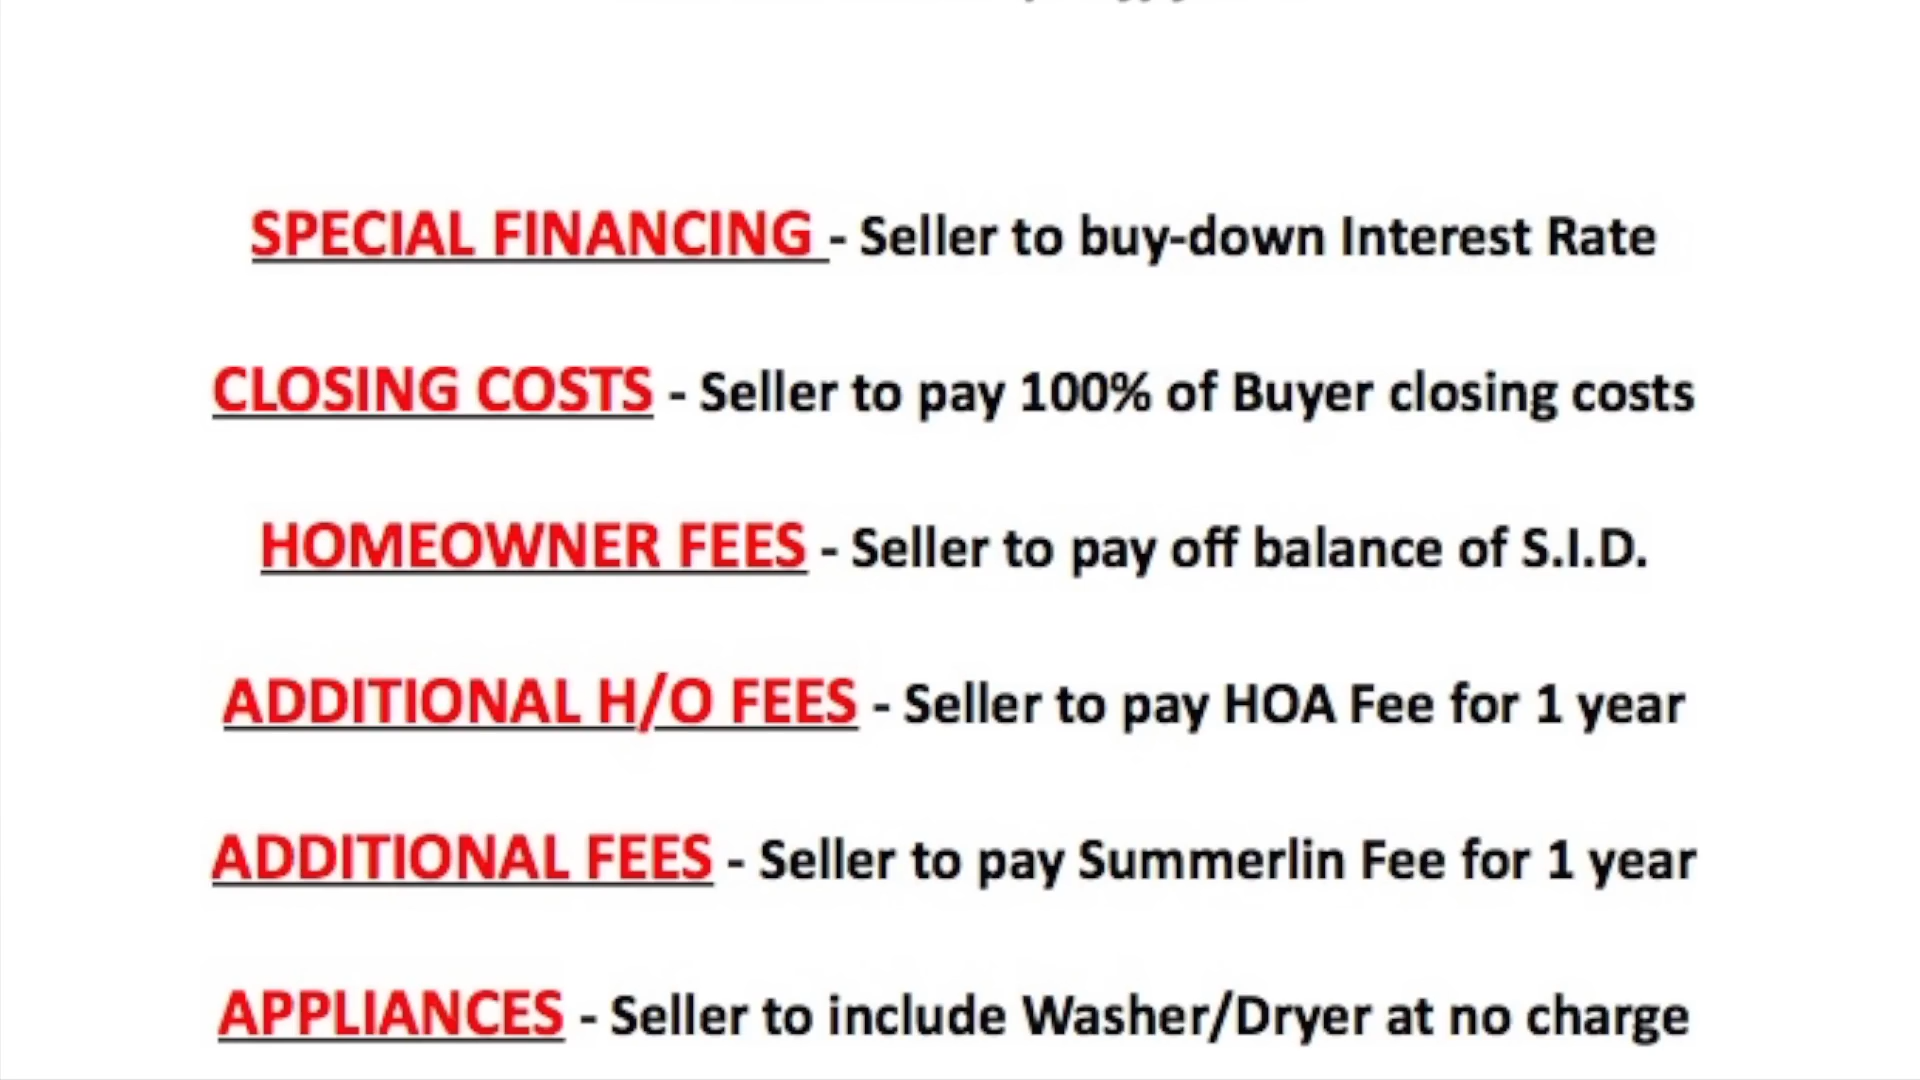 SPECIAL FINANCING - Seller to buy-down Interest Rate
CLOSING COSTS - Seller to pay 100% of Buyer closing costs
HOMEOWNER FEES - Seller to pay off balance of S.I.D.
ADDITIONAL H/O FEES - Seller to pay HOA Fee for 1 year
ADDITIONAL FEES - Seller to pay Summerlin Fee for 1 year
APPLIANCES - Seller to include Washer/Dryer at no charge